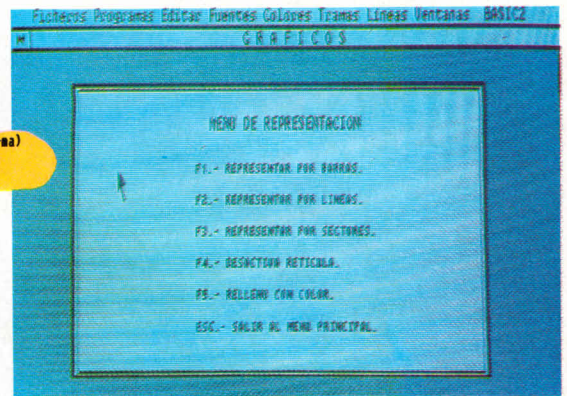 Ficheros Programas Editar Fuentes Colores Tramas Lineas Ventanas BASIC2
GRAFICOS
ma)
MENU DE REPRESENTACION
F1.- REPRESENTAR POR BARRAS.
F2.- REPRESENTAR POR LINEAS.
F3.- REPRESENTAR POR SECTORES.
F4.- DESACTIVA RETICULA.
F5.- RELLENO CON COLOR.
ESC.- SALIR AL MENU PRINCIPAL.